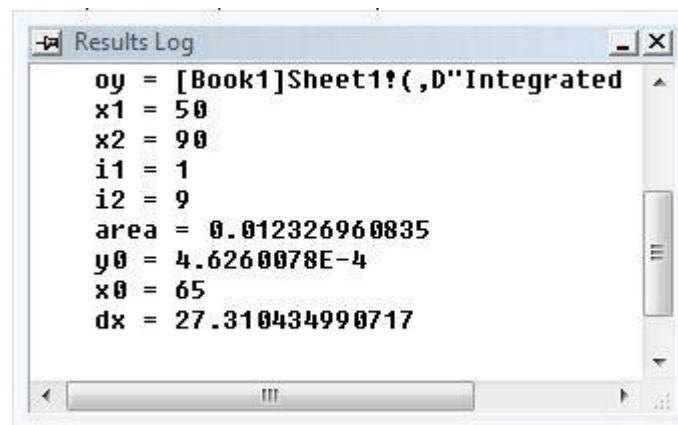 Results Log
oy = [Book1]Sheet1!(,D"Integrated
x1 = 50
x2 = 90
i1 = 1
i2 = 9
area = 0.012326960835
y0 = 4.6260078E-4
x0 = 65
dx = 27.310434990717